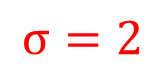 σ = 2